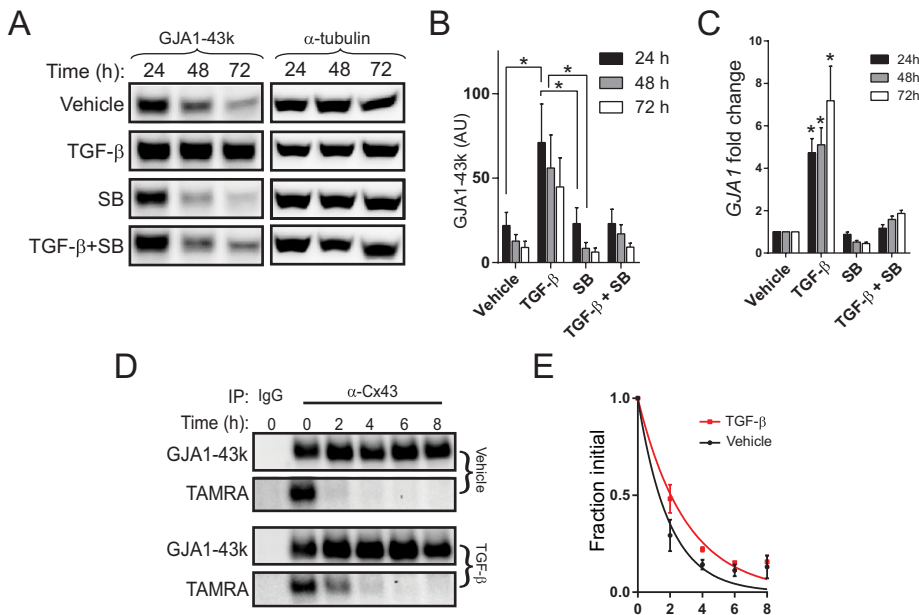 A
GJA1-43k α-tubulin
Time (h): 24 48 72 24 48 72
Vehicle
TGF-β
SB
TGF-β+SB
B
GJA1-43k (AU)
100
50
0
* * *
24 h
48 h
72 h
Vehicle
TGF-β
SB
TGF-β + SB
C
GJA1 fold change
10
8
6
4
2
0
* * *
24h
48h
72h
Vehicle
TGF-β
SB
TGF-β + SB
D
IP: IgG α-Cx43
Time (h): 0 0 2 4 6 8
GJA1-43k
TAMRA
Vehicle
GJA1-43k
TAMRA
TGF-β
E
Fraction initial
1.0
0.5
0.0
TGF-β
Vehicle
0 2 4 6 8